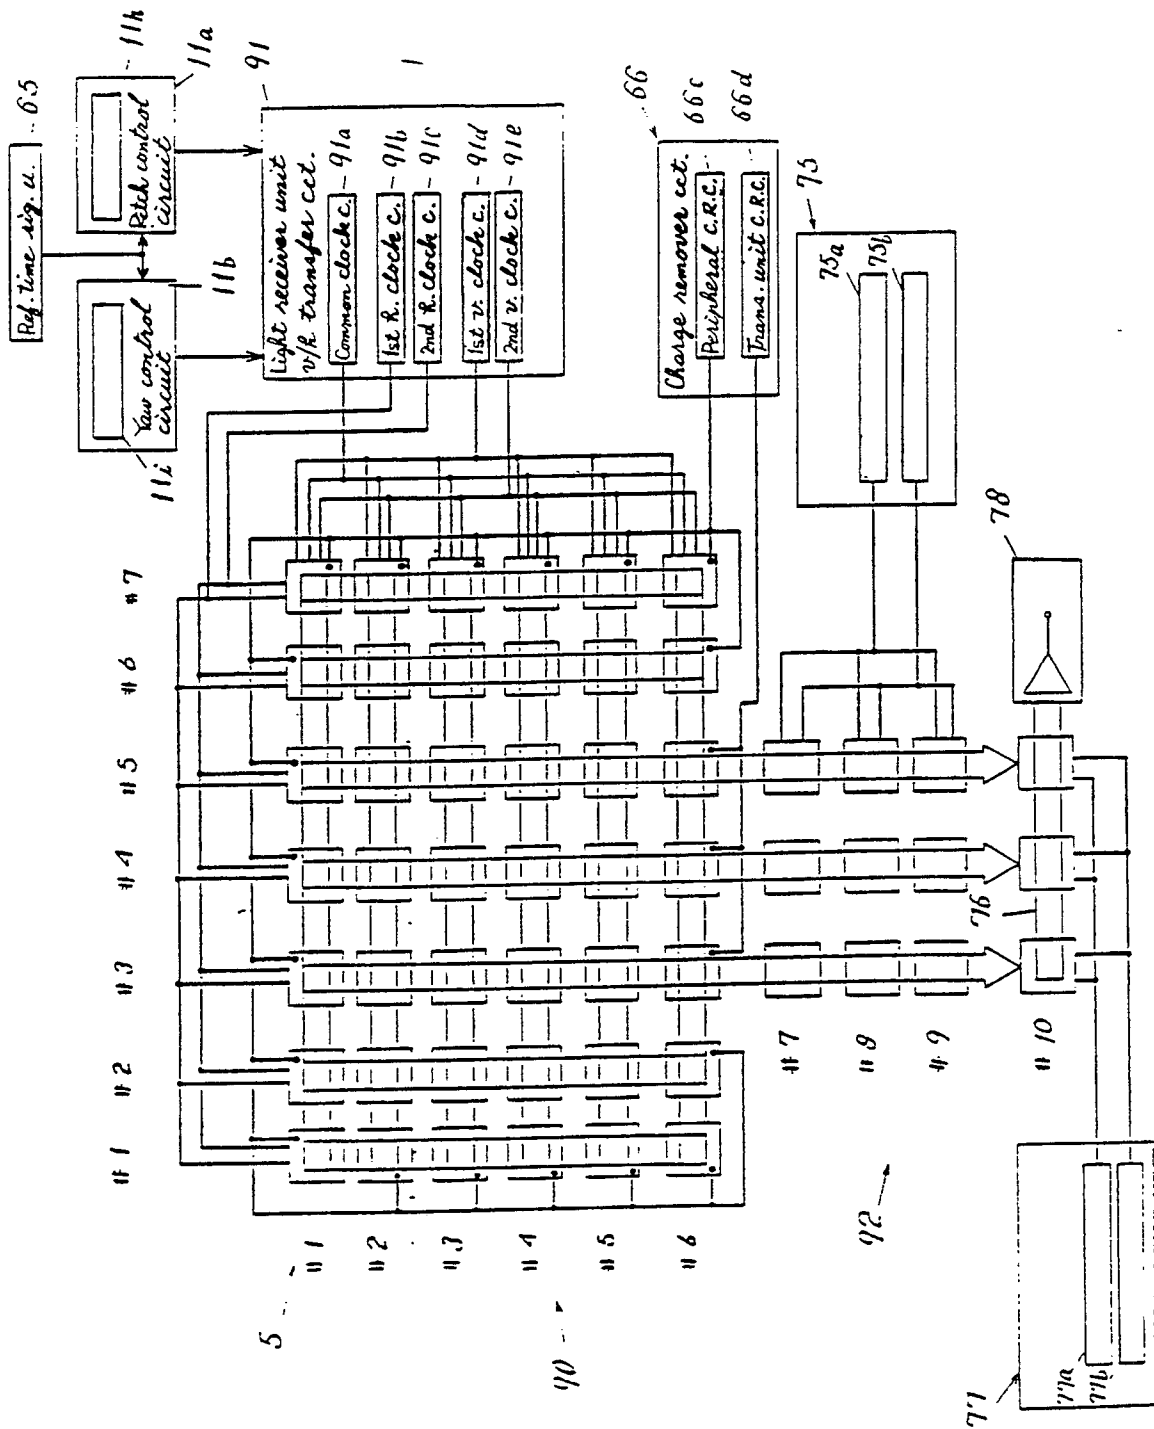 Ref. time sig. u.
65
11h
11a
Pitch control
circuit
Yaw control
circuit
11b
11i
91
1
Light receiver unit
v/h transfer cct.
Common clock c.
91a
1st h. clock c.
91b
2nd h. clock c.
91c
1st v. clock c.
91d
2nd v. clock c.
91e
66
Charge remover cct.
Peripheral C.R.C.
66c
Trans. unit C.R.C.
66d
75
75a
75b
78
#1
#2
#3
#4
#5
#6
#7
5
#1
#2
#3
#4
#5
#6
#7
#8
#9
#10
90
92
76
77
77a
77b